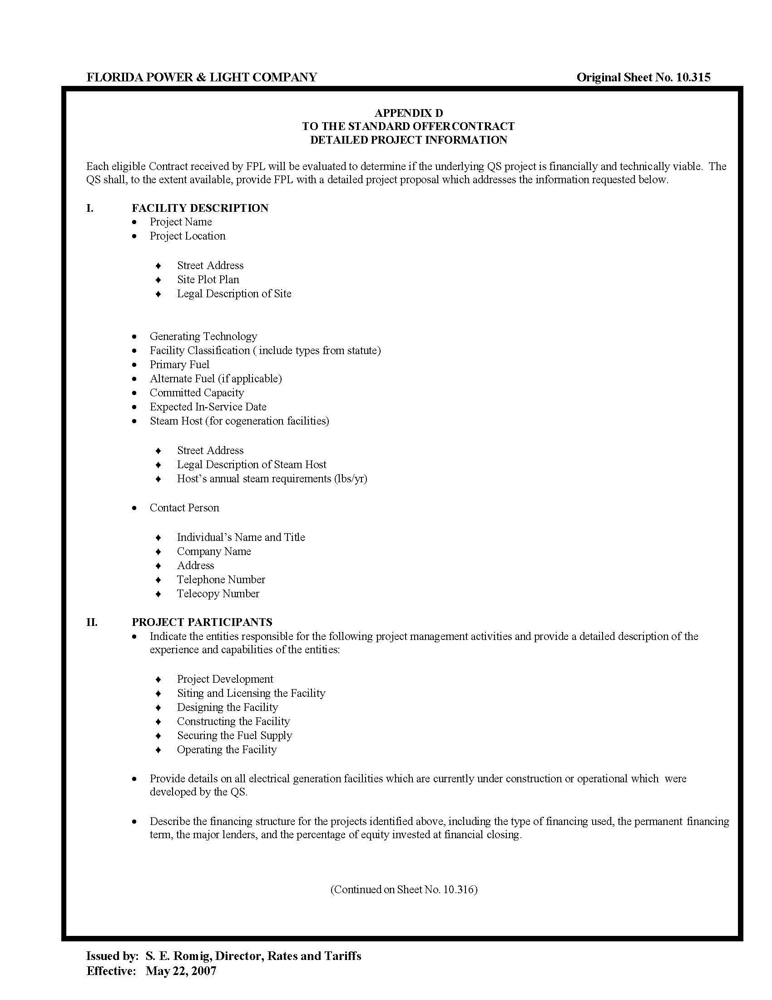 FLORIDA POWER & LIGHT COMPANY Original Sheet No. 10.315
APPENDIX D
TO THE STANDARD OFFER CONTRACT
DETAILED PROJECT INFORMATION
Each eligible Contract received by FPL will be evaluated to determine if the underlying QS project is financially and technically viable. The
QS shall, to the extent available, provide FPL with a detailed project proposal which addresses the information requested below.
I. FACILITY DESCRIPTION
• Project Name
• Project Location
♦ Street Address
♦ Site Plot Plan
♦ Legal Description of Site
• Generating Technology
• Facility Classification ( include types from statute)
• Primary Fuel
• Alternate Fuel (if applicable)
• Committed Capacity
• Expected In-Service Date
• Steam Host (for cogeneration facilities)
♦ Street Address
♦ Legal Description of Steam Host
♦ Host’s annual steam requirements (lbs/yr)
• Contact Person
♦ Individual’s Name and Title
♦ Company Name
♦ Address
♦ Telephone Number
♦ Telecopy Number
II. PROJECT PARTICIPANTS
• Indicate the entities responsible for the following project management activities and provide a detailed description of the
experience and capabilities of the entities:
♦ Project Development
♦ Siting and Licensing the Facility
♦ Designing the Facility
♦ Constructing the Facility
♦ Securing the Fuel Supply
♦ Operating the Facility
• Provide details on all electrical generation facilities which are currently under construction or operational which were
developed by the QS.
• Describe the financing structure for the projects identified above, including the type of financing used, the permanent financing
term, the major lenders, and the percentage of equity invested at financial closing.
(Continued on Sheet No. 10.316)
Issued by: S. E. Romig, Director, Rates and Tariffs
Effective: May 22, 2007